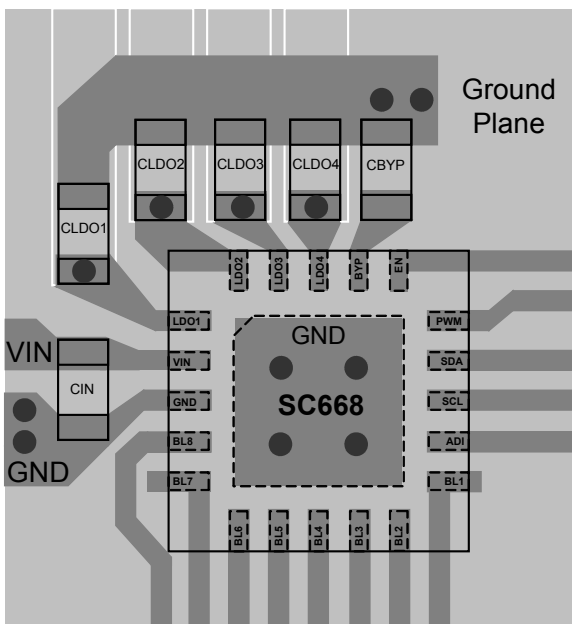 Ground
Plane
CLDO2
CLDO3
CLDO4
CBYP
CLDO1
LDO2
LDO3
LDO4
BYP
EN
LDO1
GND
PWM
VIN
VIN
SDA
CIN
GND
SC668
SCL
BL8
ADI
GND
BL7
BL1
BL6
BL5
BL4
BL3
BL2